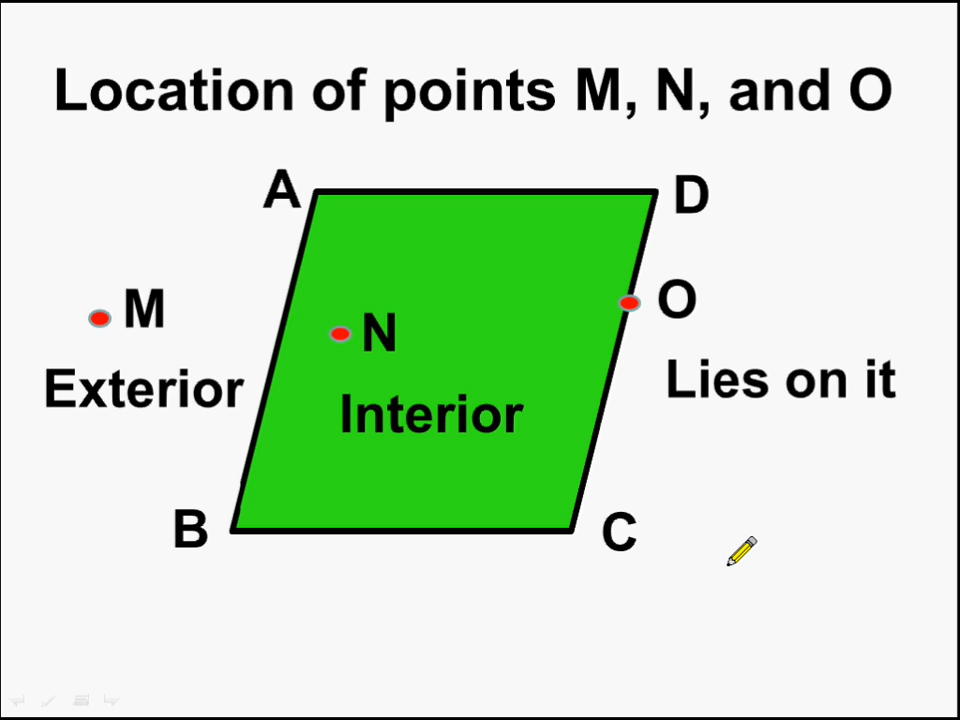 Location of points M, N, and O
A
D
M
N
O
Exterior
Interior
Lies on it
B
C